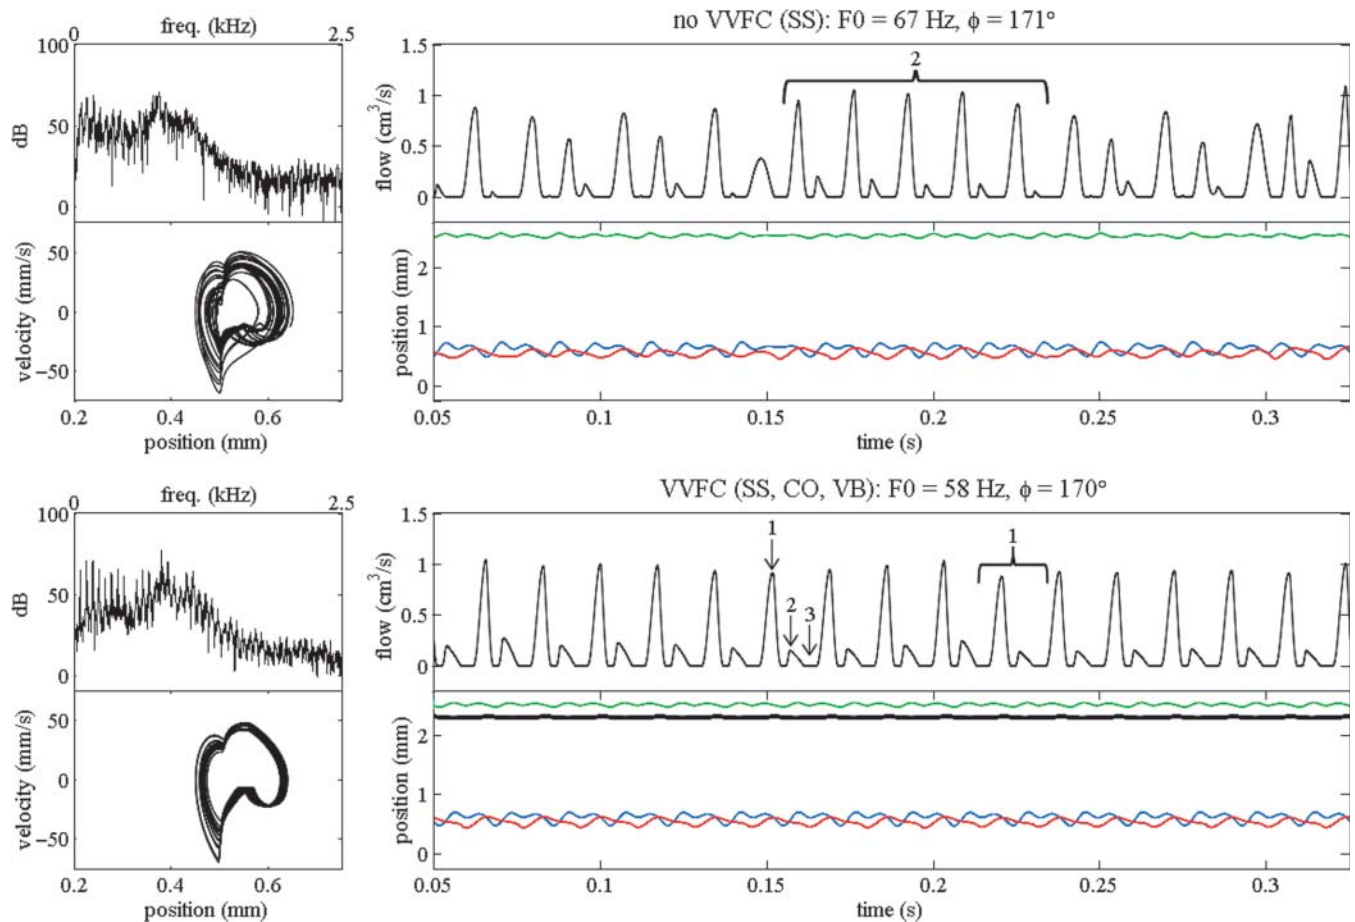 freq. (kHz)
0 2.5
100
50
0
dB
no VVFC (SS): F0 = 67 Hz, ϕ = 171°
1.5
1
0.5
0
flow (cm³/s)
2
50
0
−50
velocity (mm/s)
0.2 0.4 0.6
position (mm)
2
1
0
position (mm)
0.05 0.1 0.15 0.2 0.25 0.3
time (s)
freq. (kHz)
0 2.5
100
50
0
dB
VVFC (SS, CO, VB): F0 = 58 Hz, ϕ = 170°
1.5
1
0.5
0
flow (cm³/s)
1 1
2 3
50
0
−50
velocity (mm/s)
0.2 0.4 0.6
position (mm)
2
1
0
position (mm)
0.05 0.1 0.15 0.2 0.25 0.3
time (s)